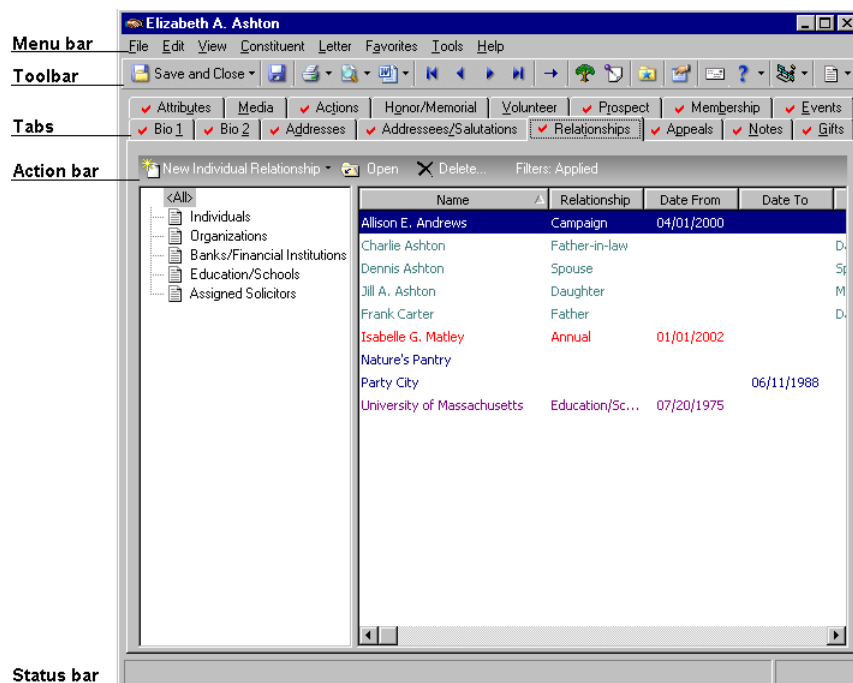 Elizabeth A. Ashton
Menu bar
File Edit View Constituent Letter Favorites Tools Help
Toolbar
Save and Close
Attributes Media Actions Honor/Memorial Volunteer Prospect Membership Events
Tabs
Bio 1 Bio 2 Addresses Addressees/Salutations Relationships Appeals Notes Gifts
Action bar
New Individual Relationship Open Delete... Filters: Applied
<All>
Individuals
Organizations
Banks/Financial Institutions
Education/Schools
Assigned Solicitors
Name Relationship Date From Date To
Allison E. Andrews Campaign 04/01/2000
Charlie Ashton Father-in-law
Dennis Ashton Spouse Sp
Jill A. Ashton Daughter M
Frank Carter Father
Isabelle G. Matley Annual 01/01/2002
Nature's Pantry
Party City 06/11/1988
University of Massachusetts Education/Sc... 07/20/1975
Status bar